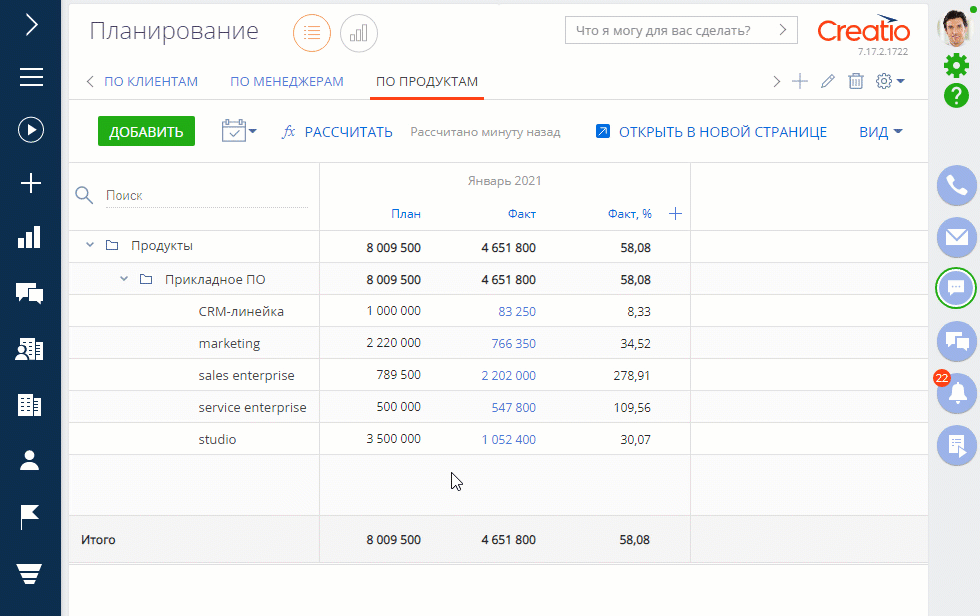 Планирование
Что я могу для вас сделать?
Creatio
7.17.2.1722
ПО КЛИЕНТАМ ПО МЕНЕДЖЕРАМ ПО ПРОДУКТАМ
ДОБАВИТЬ fx РАССЧИТАТЬ Рассчитано минуту назад ОТКРЫТЬ В НОВОЙ СТРАНИЦЕ ВИД
Январь 2021
Поиск
План Факт Факт, %
Продукты 8 009 500 4 651 800 58,08
Прикладное ПО 8 009 500 4 651 800 58,08
CRM-линейка 1 000 000 83 250 8,33
marketing 2 220 000 766 350 34,52
sales enterprise 789 500 2 202 000 278,91
service enterprise 500 000 547 800 109,56
studio 3 500 000 1 052 400 30,07
Итого 8 009 500 4 651 800 58,08
?
22